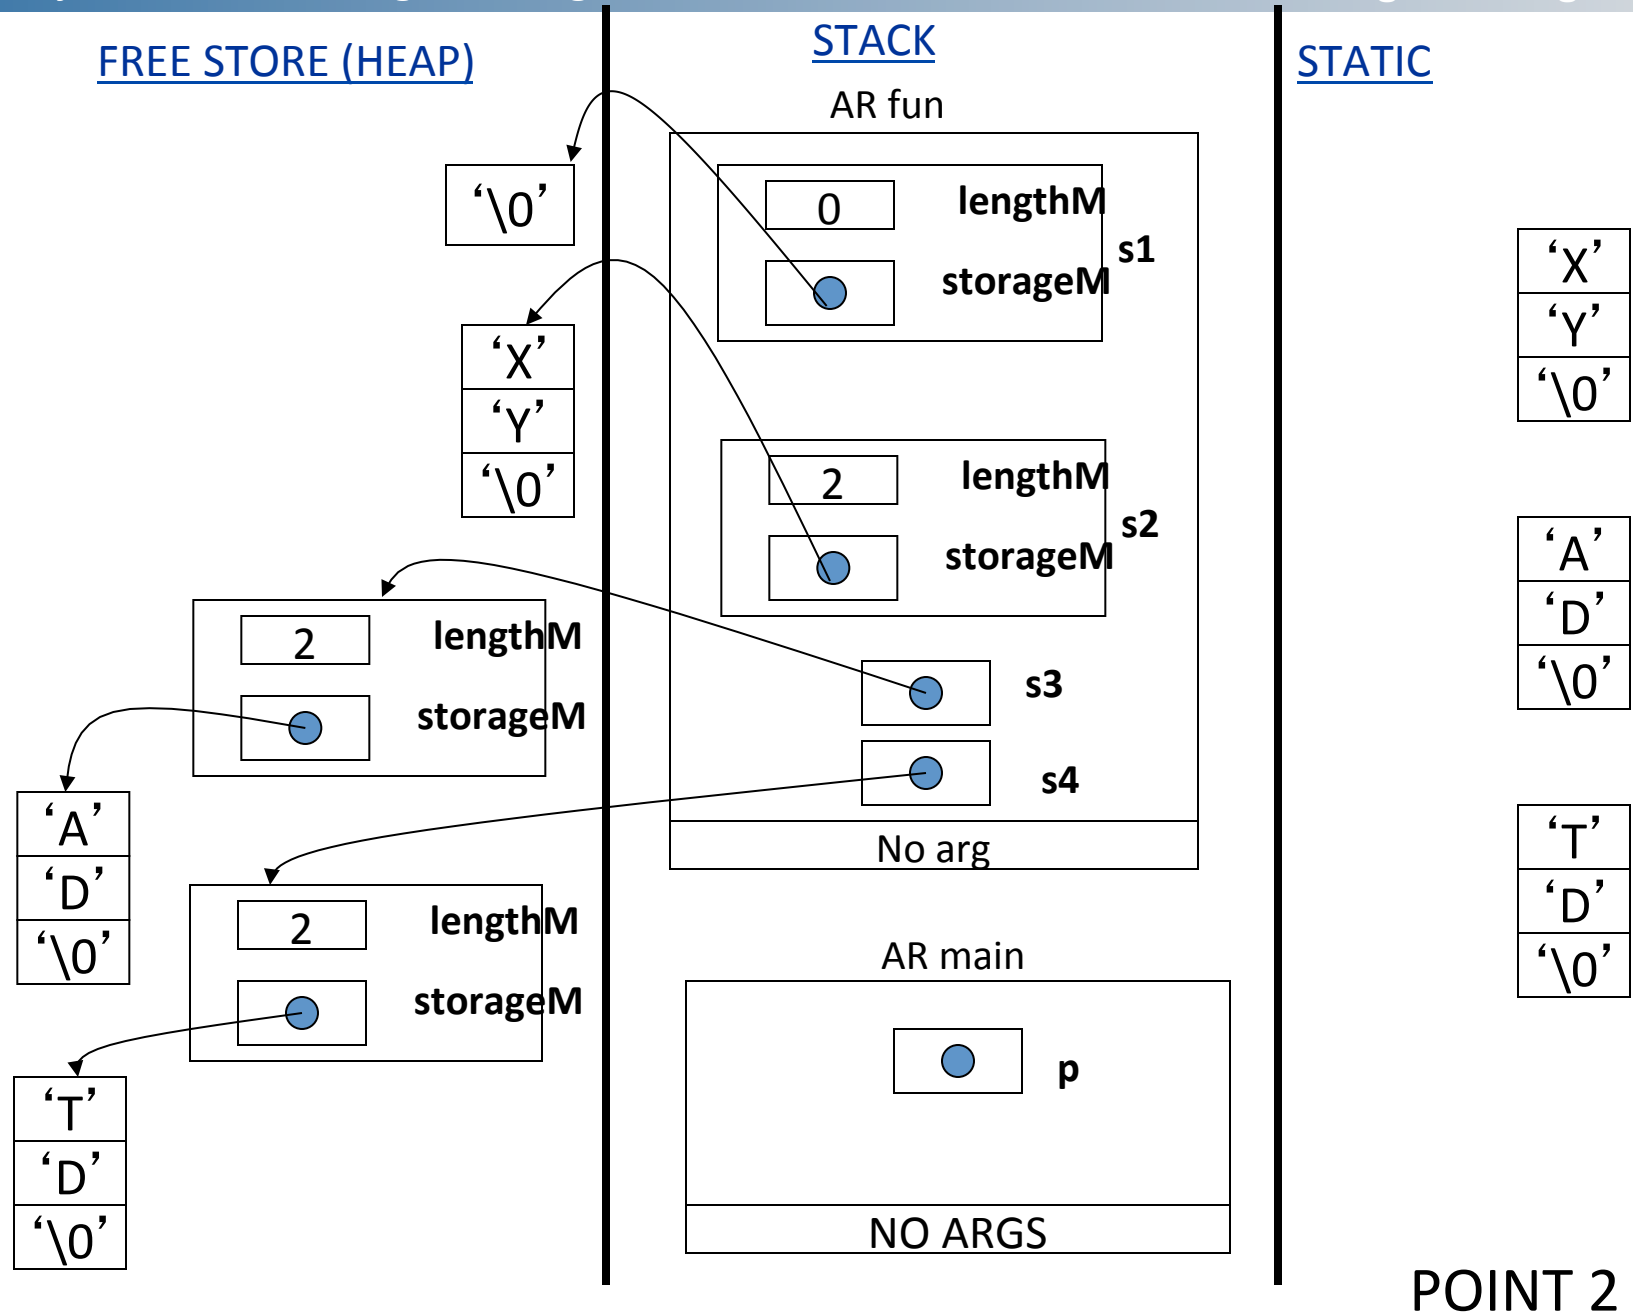 FREE STORE (HEAP)
STACK
STATIC
AR fun
‘\0’
0
lengthM
storageM
s1
‘X’
‘Y’
‘\0’
2
lengthM
storageM
s2
2
lengthM
storageM
s3
s4
No arg
‘A’
‘D’
‘\0’
2
lengthM
storageM
‘T’
‘D’
‘\0’
AR main
p
NO ARGS
‘X’
‘Y’
‘\0’
‘A’
‘D’
‘\0’
‘T’
‘D’
‘\0’
POINT 2